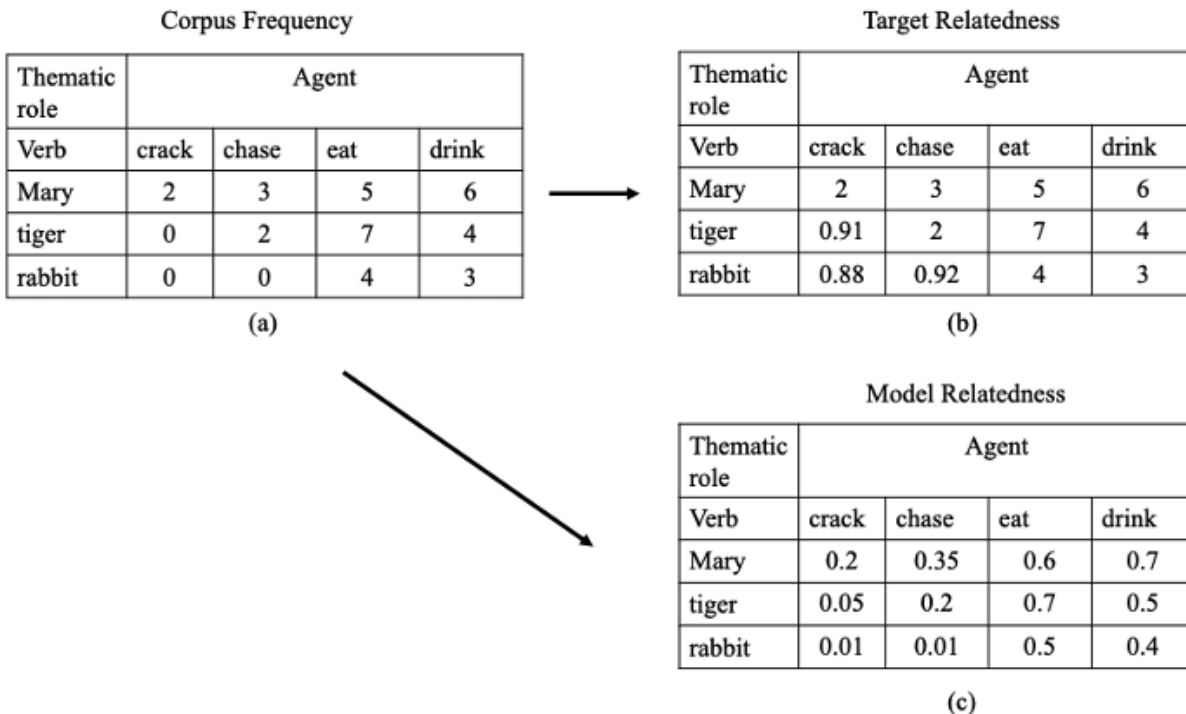 Corpus Frequency
Thematic role Agent
Verb crack chase eat drink
Mary 2 3 5 6
tiger 0 2 7 4
rabbit 0 0 4 3
(a)
Target Relatedness
Thematic role Agent
Verb crack chase eat drink
Mary 2 3 5 6
tiger 0.91 2 7 4
rabbit 0.88 0.92 4 3
(b)
Model Relatedness
Thematic role Agent
Verb crack chase eat drink
Mary 0.2 0.35 0.6 0.7
tiger 0.05 0.2 0.7 0.5
rabbit 0.01 0.01 0.5 0.4
(c)